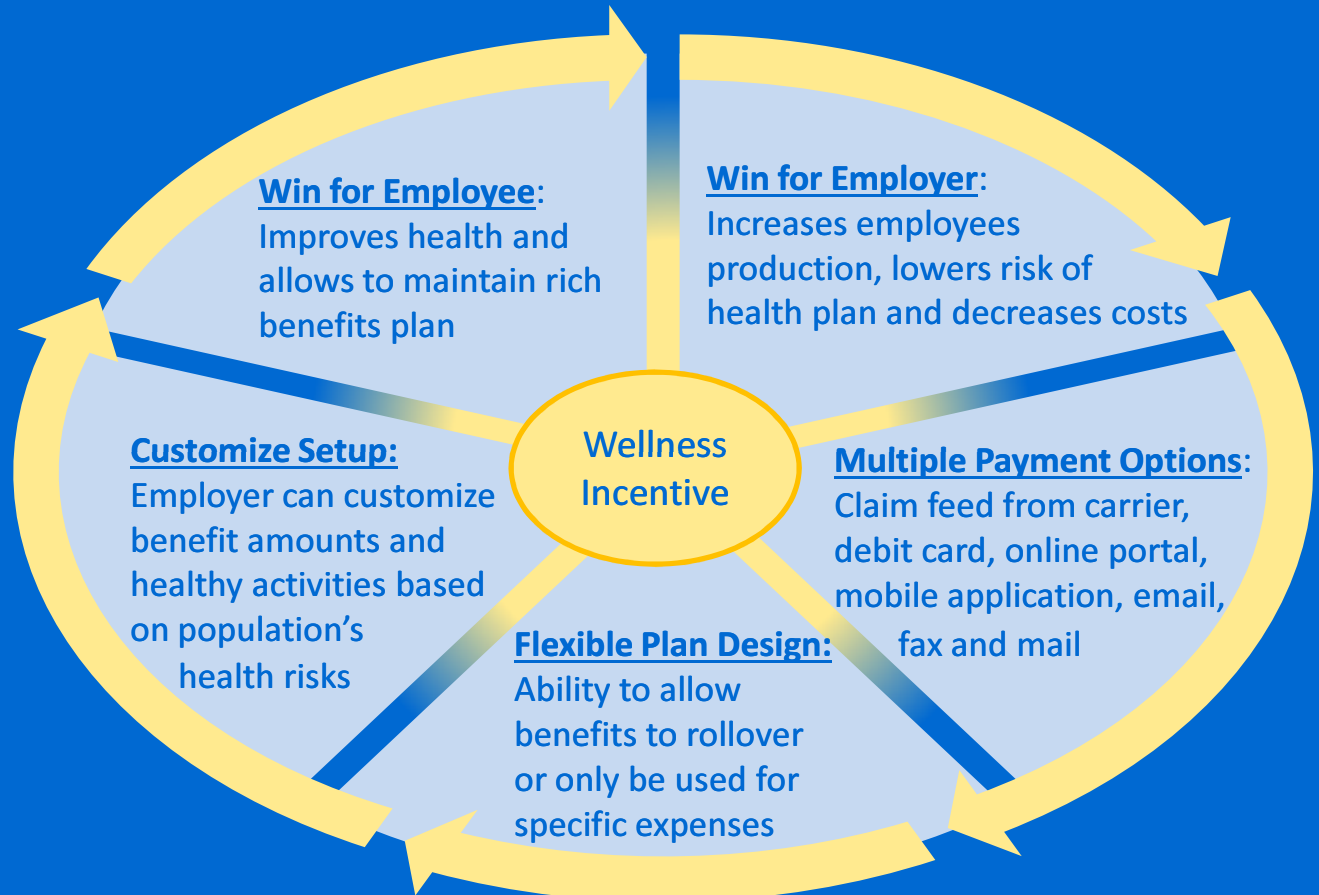 Win for Employee:
Improves health and
allows to maintain rich
benefits plan
Win for Employer:
Increases employees
production, lowers risk of
health plan and decreases costs
Wellness
Incentive
Customize Setup:
Employer can customize
benefit amounts and
healthy activities based
on population’s
health risks
Multiple Payment Options:
Claim feed from carrier,
debit card, online portal,
mobile application, email,
fax and mail
Flexible Plan Design:
Ability to allow
benefits to rollover
or only be used for
specific expenses